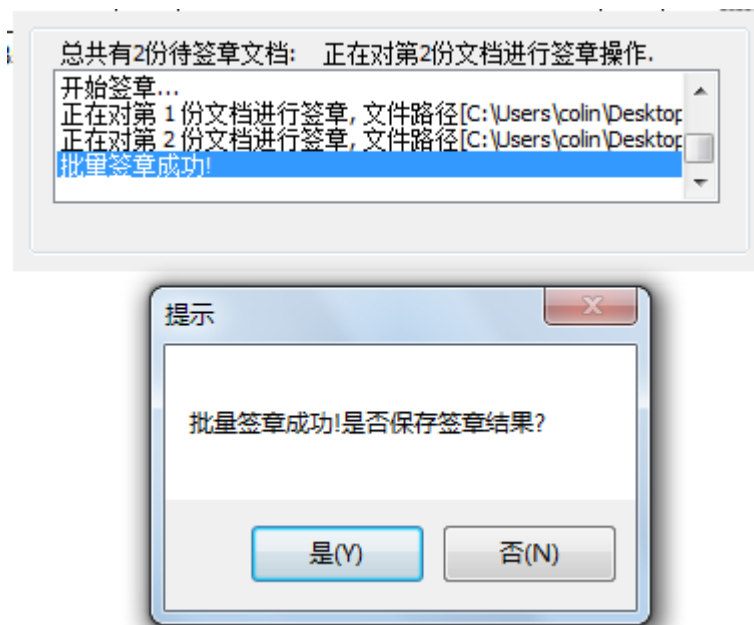 总共有2份待签章文档: 正在对第2份文档进行签章操作.
开始签章...
正在对第 1 份文档进行签章, 文件路径[C:\Users\colin\Desktop
正在对第 2 份文档进行签章, 文件路径[C:\Users\colin\Desktop
批里签章成功!
提示
批量签章成功!是否保存签章结果?
是(Y)
否(N)